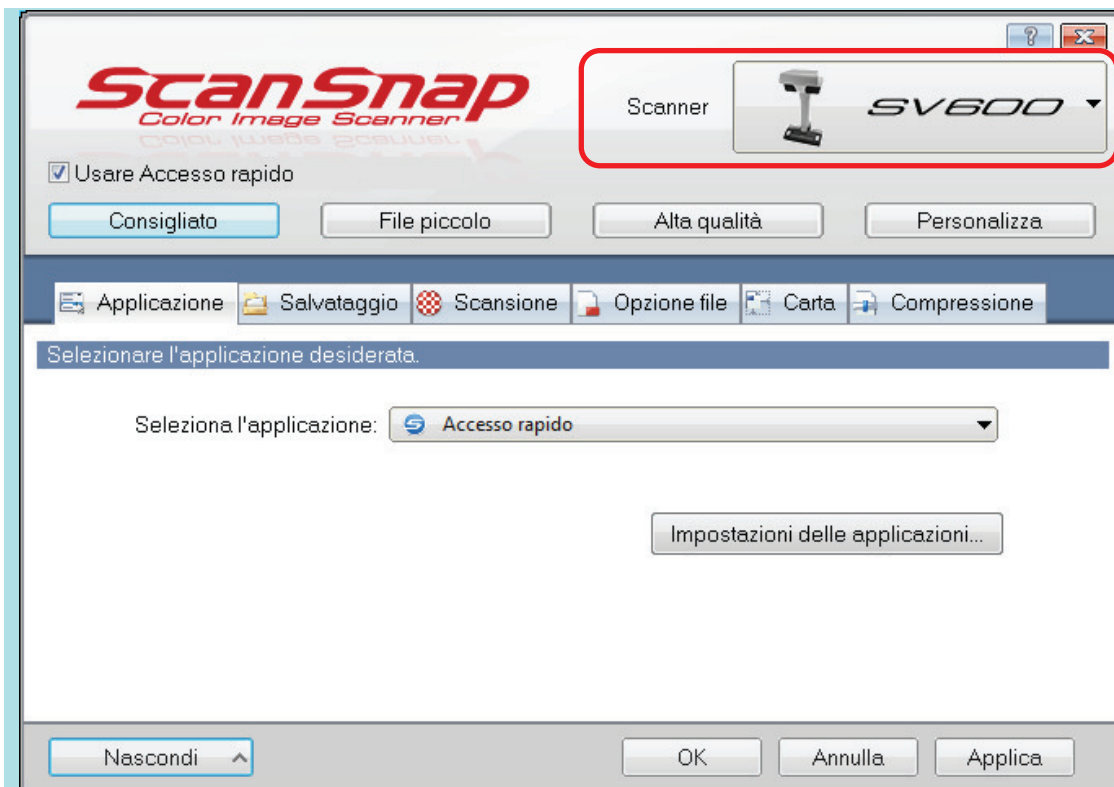 ScanSnap
Color Image Scanner
Scanner
SV600
Usare Accesso rapido
Consigliato
File piccolo
Alta qualità
Personalizza
Applicazione
Salvataggio
Scansione
Opzione file
Carta
Compressione
Selezionare l'applicazione desiderata.
Seleziona l'applicazione:
Accesso rapido
Impostazioni delle applicazioni...
Nascondi
OK
Annulla
Applica